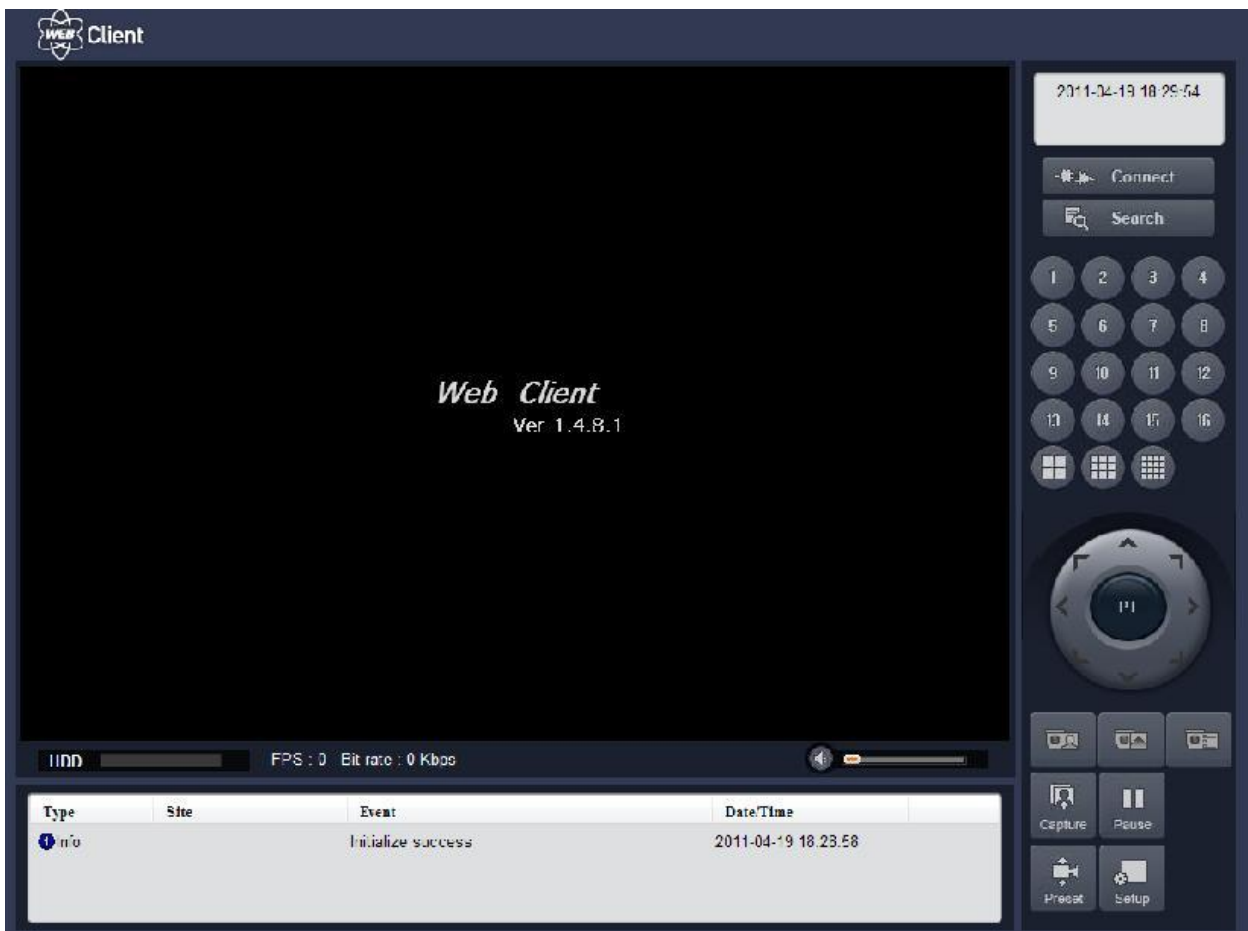 WEB Client
2011-04-19 18:29:54
Connect
Search
1 2 3 4
5 6 7 8
9 10 11 12
13 14 15 16
Web Client
Ver 1.4.8.1
HDD FPS : 0 Bit rate : 0 Kbps
Type Site Event Date/Time
Info Initialize success 2011-04-19 18:28:58
Capture Pause
Preset Setup